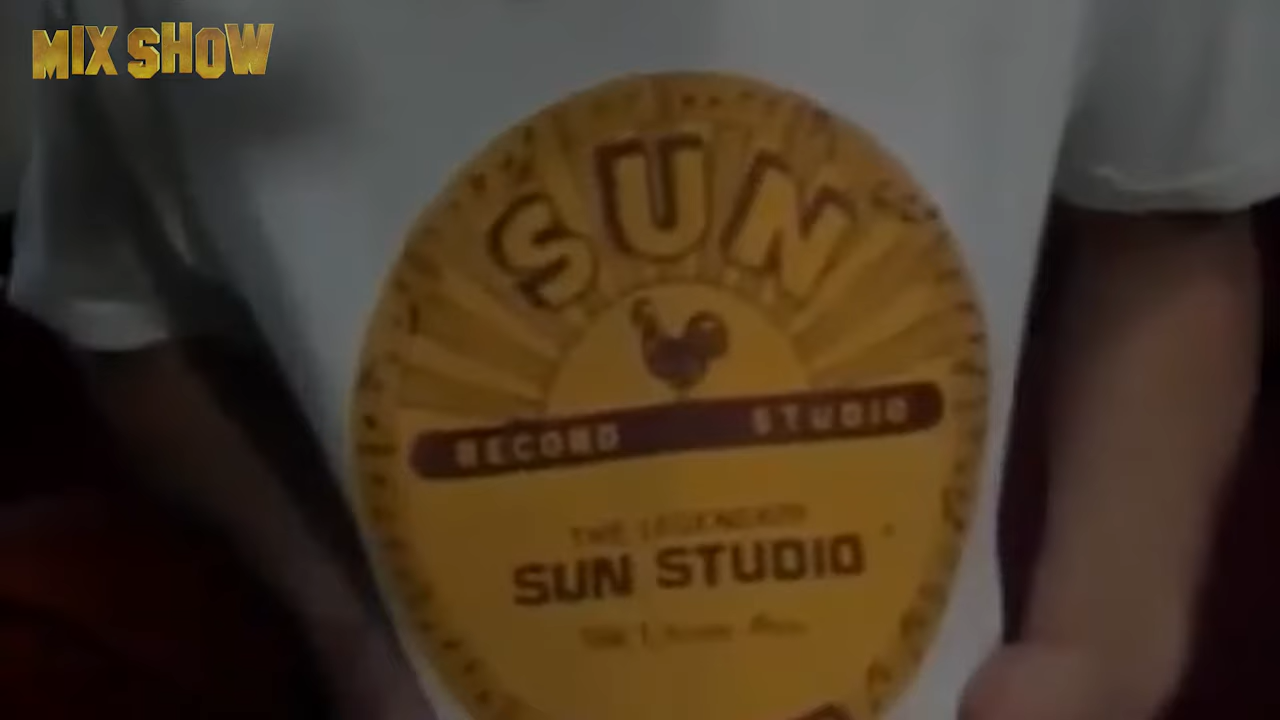 MIX SHOW
SUN
RECORD STUDIO
THE LEGENDARY
SUN STUDIO